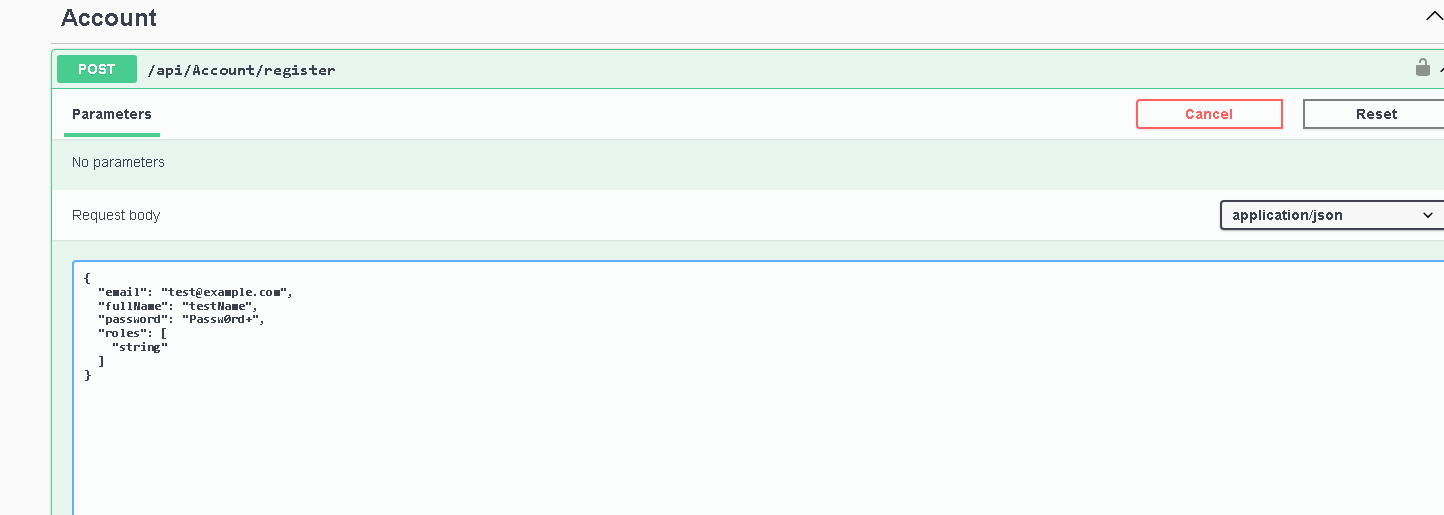 Account
POST /api/Account/register
Parameters
Cancel
Reset
No parameters
Request body
application/json
{
  "email": "test@example.com",
  "fullName": "testName",
  "password": "Passw0rd+",
  "roles": [
    "string"
  ]
}